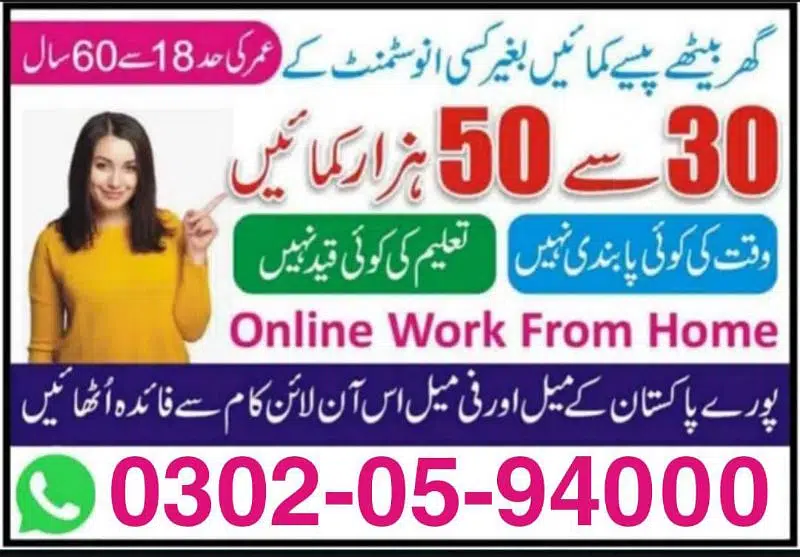 گھر بیٹھے پیسے کمائیں بغیر کسی انوسٹمنٹ کے عمر کی حد 18 سے 60 سال
30 سے 50 ہزار کمائیں
وقت کی کوئی پابندی نہیں تعلیم کی کوئی قید نہیں
Online Work From Home
پورے پاکستان کے میل اور فی میل اس آن لائن کام سے فائدہ اُٹھائیں
0302-05-94000